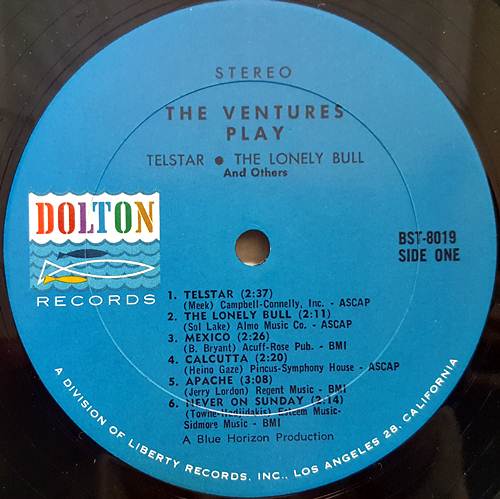 STEREO
THE VENTURES
PLAY
TELSTAR • THE LONELY BULL
And Others
DOLTON
RECORDS
BST-8019
SIDE ONE
1. TELSTAR (2:37)
(Meek) Campbell-Connelly, Inc. - ASCAP
2. THE LONELY BULL (2:11)
(Sol Lake) Almo Music Co. - ASCAP
3. MEXICO (2:26)
(B. Bryant) Acuff-Rose Pub. - BMI
4. CALCUTTA (2:20)
(Heino Gaze) Pincus-Symphony House - ASCAP
5. APACHE (3:08)
(Jerry Lordon) Regent Music - BMI
6. NEVER ON SUNDAY (2:14)
(Towne-Hadjidakis) Esteem Music-
Sidmore Music - BMI
A Blue Horizon Production
A DIVISION OF LIBERTY RECORDS, INC., LOS ANGELES 28, CALIFORNIA